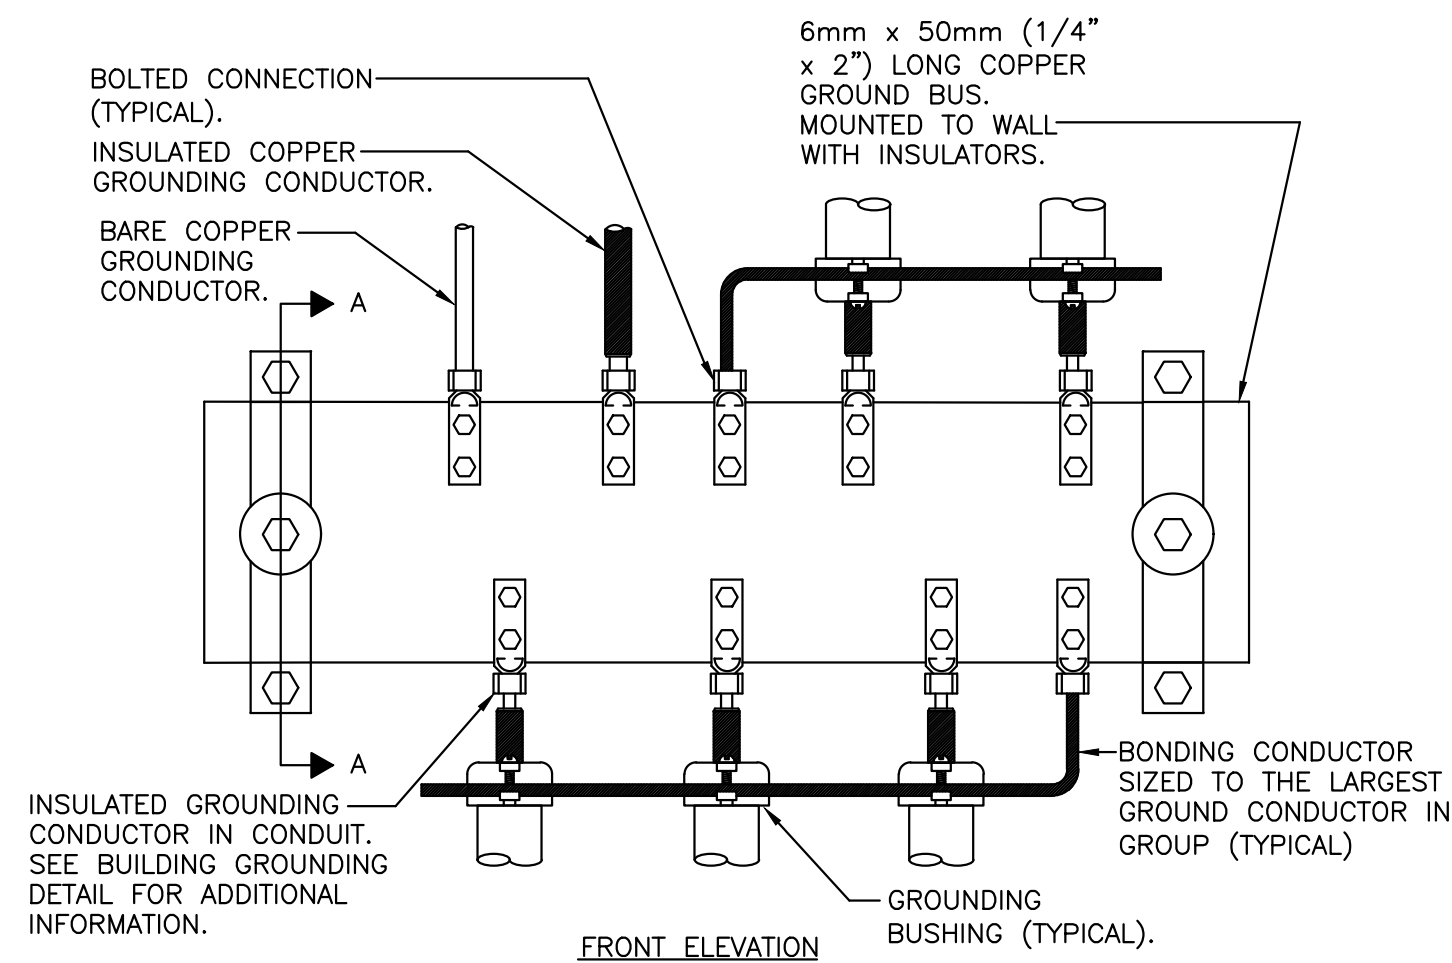 6mm x 50mm (1/4"
x 2") LONG COPPER
GROUND BUS.
MOUNTED TO WALL
WITH INSULATORS.
BOLTED CONNECTION
(TYPICAL).
INSULATED COPPER
GROUNDING CONDUCTOR.
BARE COPPER
GROUNDING
CONDUCTOR.
A
A
BONDING CONDUCTOR
SIZED TO THE LARGEST
GROUND CONDUCTOR IN
GROUP (TYPICAL)
INSULATED GROUNDING
CONDUCTOR IN CONDUIT.
SEE BUILDING GROUNDING
DETAIL FOR ADDITIONAL
INFORMATION.
GROUNDING
BUSHING (TYPICAL).
FRONT ELEVATION